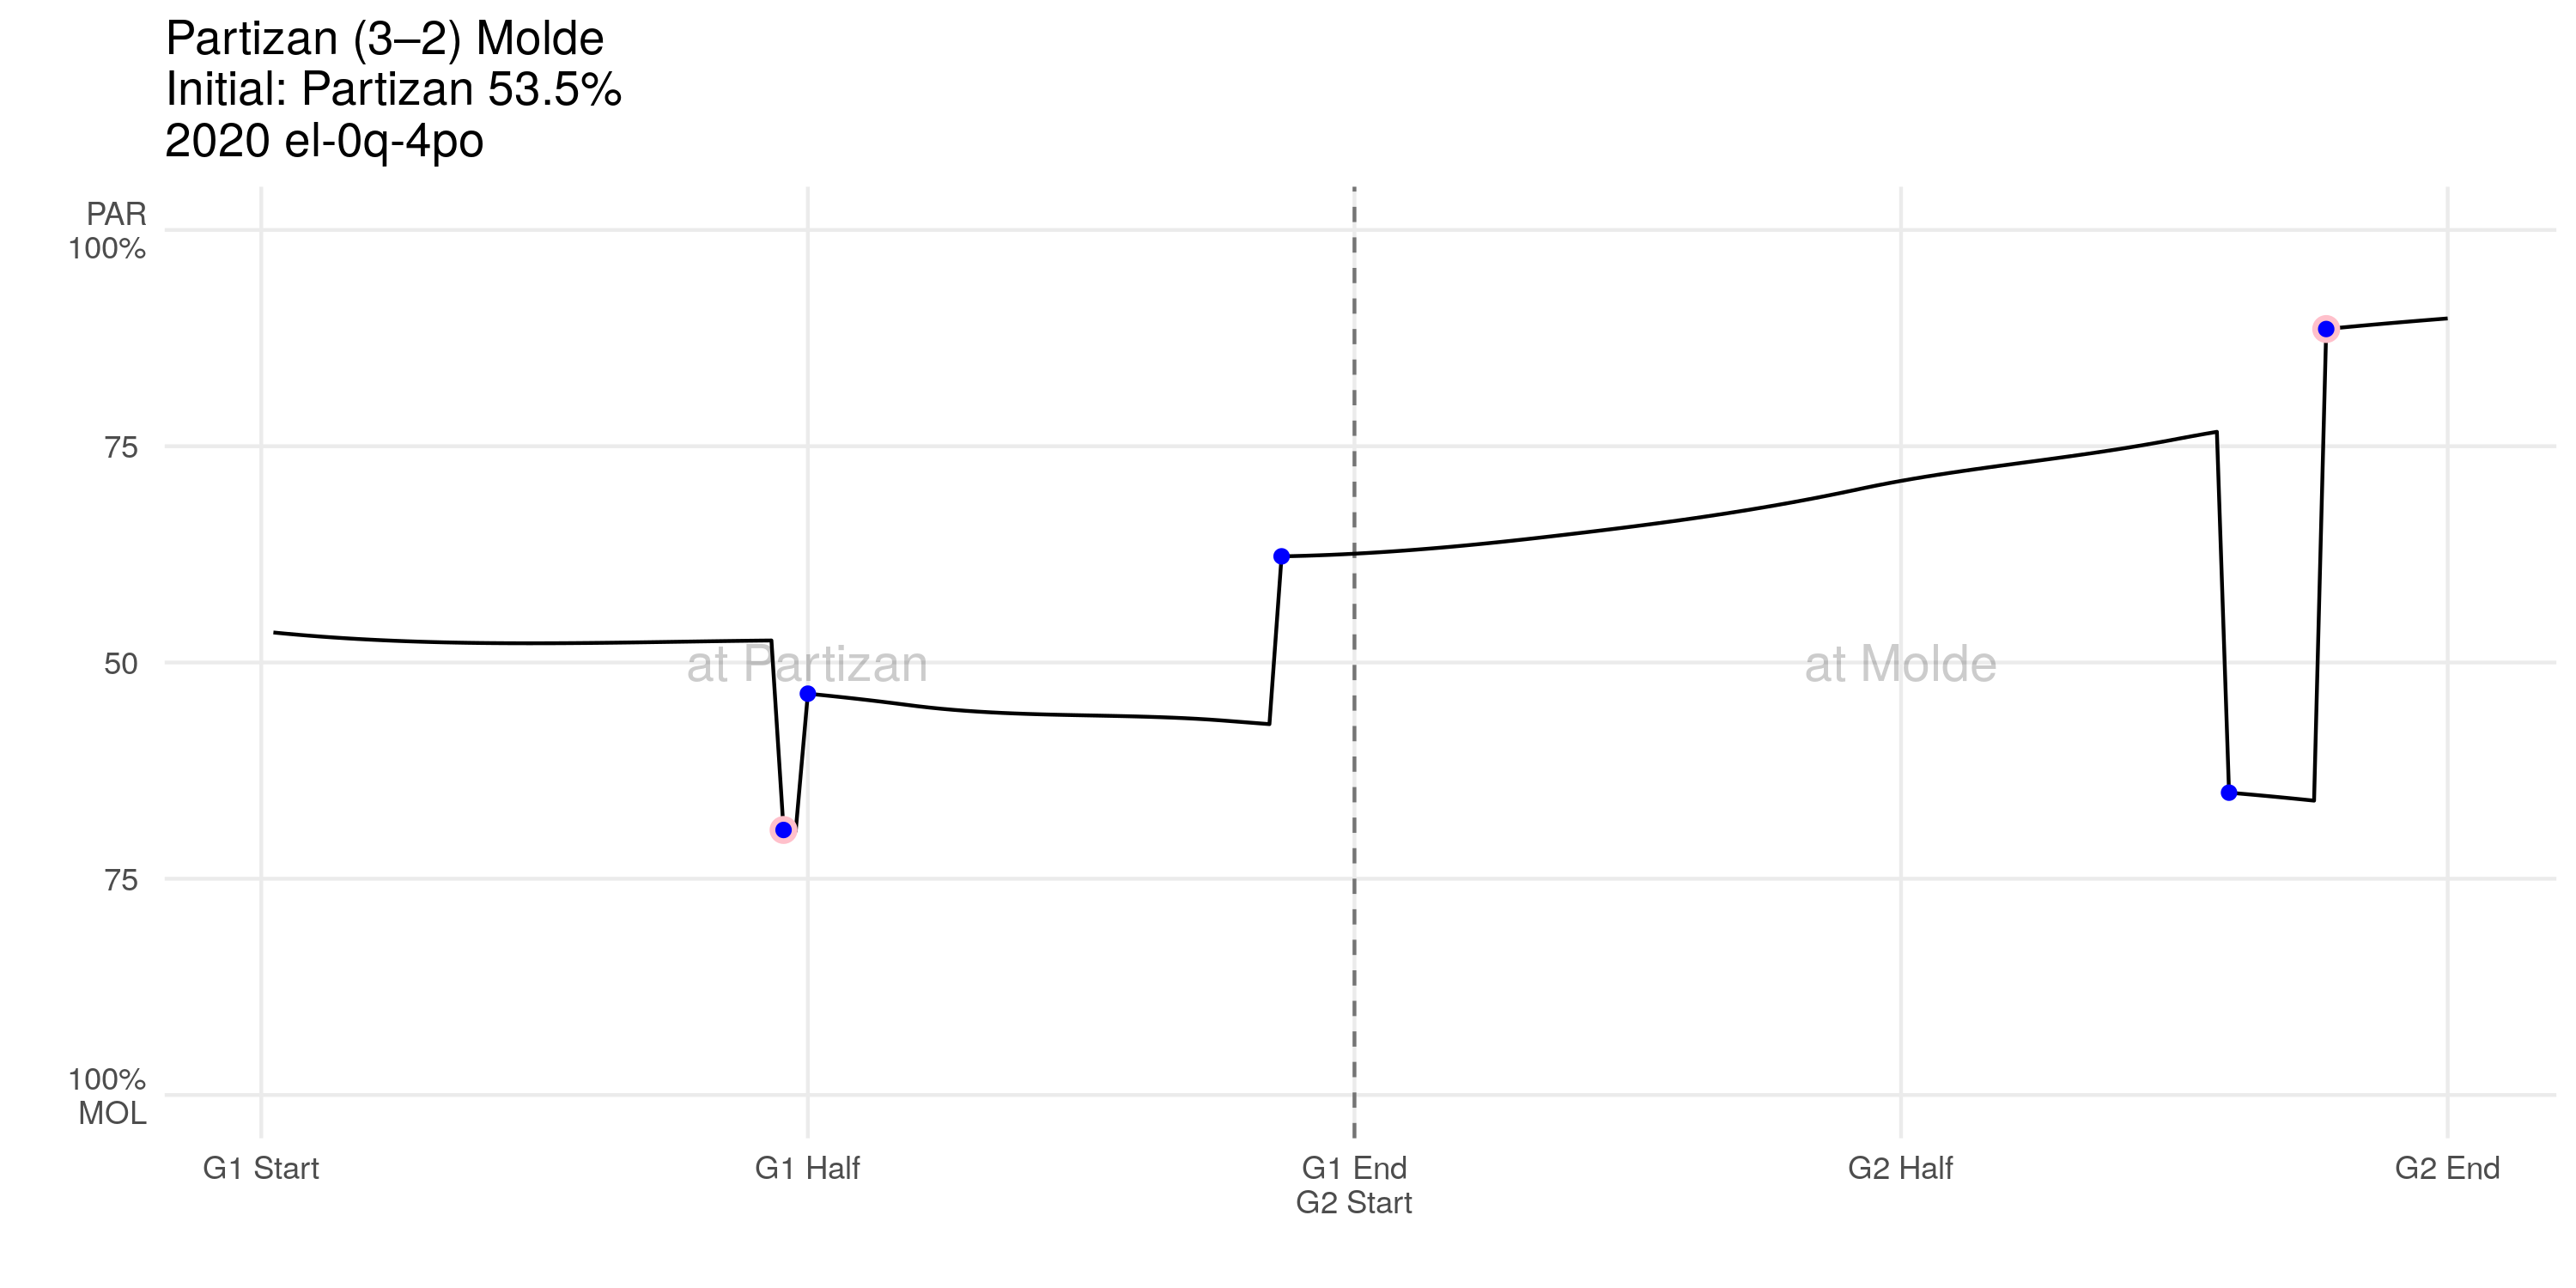 Partizan (3–2) Molde
Initial: Partizan 53.5%
2020 el-0q-4po
PAR
100%
75
50
75
100%
MOL
at Partizan
at Molde
G1 Start
G1 Half
G1 End
G2 Start
G2 Half
G2 End